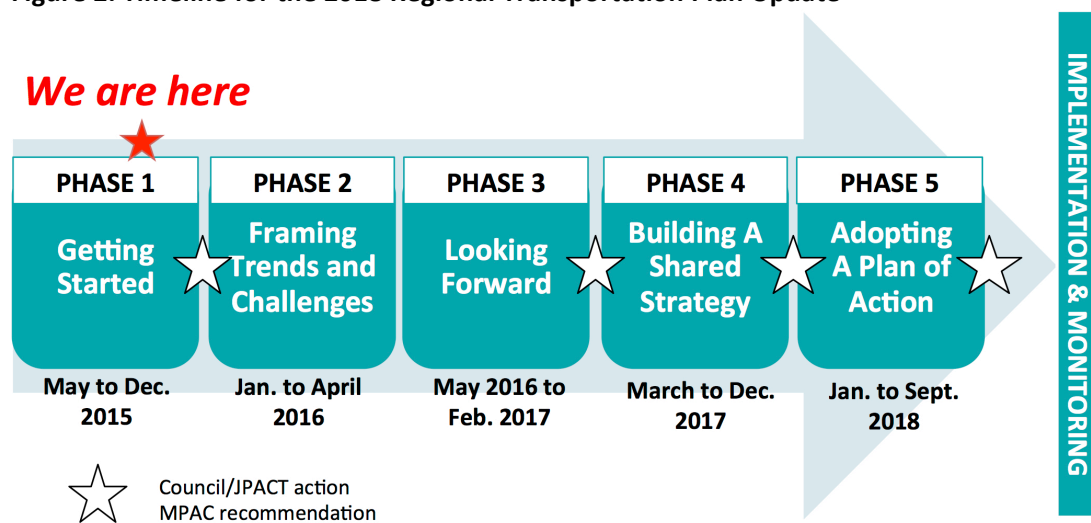 We are here
PHASE 1
Getting
Started
May to Dec.
2015
PHASE 2
Framing
Trends and
Challenges
Jan. to April
2016
PHASE 3
Looking
Forward
May 2016 to
Feb. 2017
PHASE 4
Building A
Shared
Strategy
March to Dec.
2017
PHASE 5
Adopting
A Plan of
Action
Jan. to Sept.
2018
IMPLEMENTATION & MONITORING
Council/JPACT action
MPAC recommendation